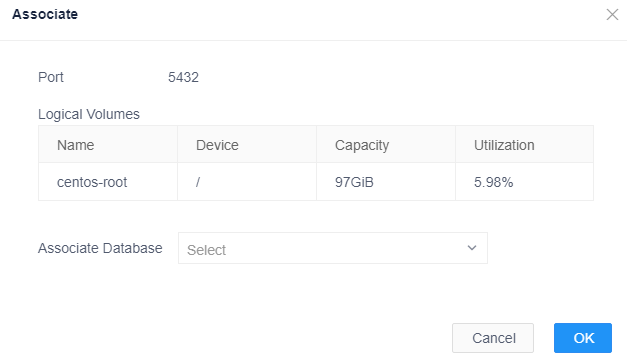 Associate
Port 5432
Logical Volumes
Name Device Capacity Utilization
centos-root / 97GiB 5.98%
Associate Database Select
Cancel OK